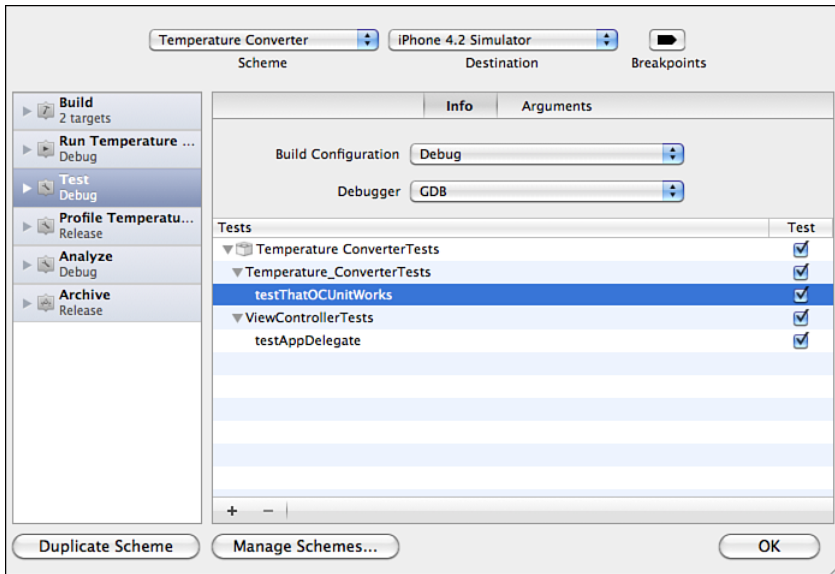 Temperature Converter
iPhone 4.2 Simulator
Scheme
Destination
Breakpoints
Build
2 targets
Run Temperature ...
Debug
Test
Debug
Profile Temperatu...
Release
Analyze
Debug
Archive
Release
Info
Arguments
Build Configuration
Debug
Debugger
GDB
Tests
Test
Temperature ConverterTests
Temperature_ConverterTests
testThatOCUnitWorks
ViewControllerTests
testAppDelegate
+ −
Duplicate Scheme
Manage Schemes...
OK